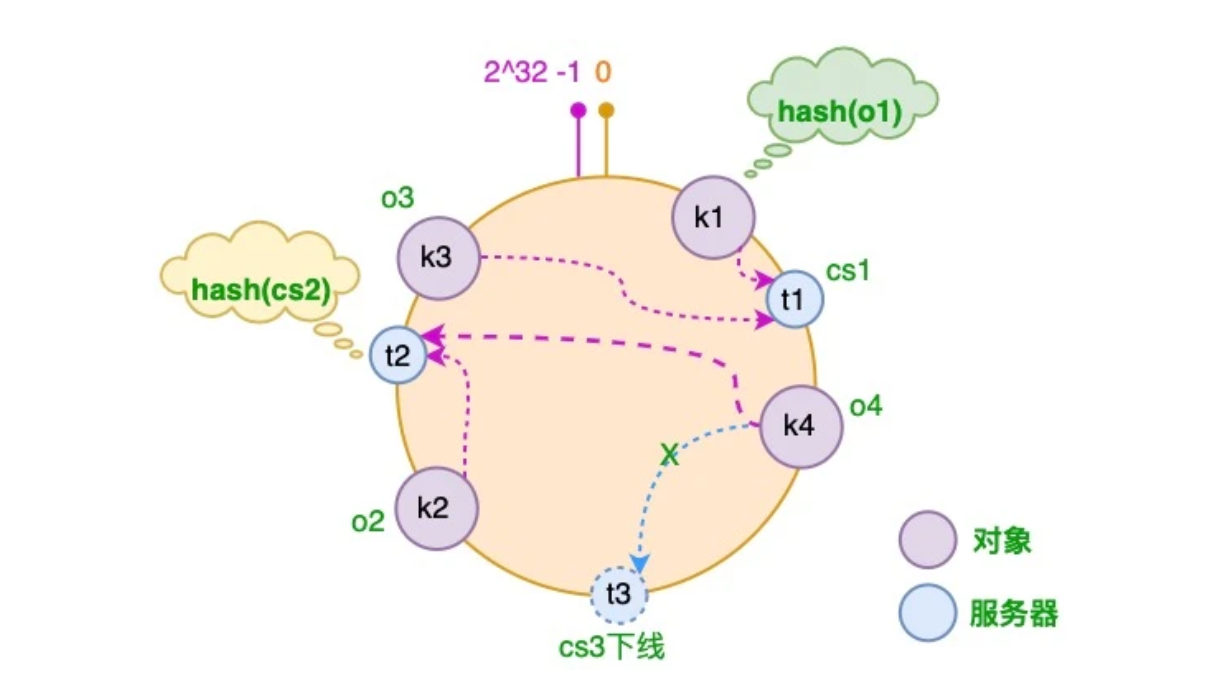 2^32 -1 0
hash(o1)
o3
k1
k3
cs1
hash(cs2)
t1
t2
o4
k4
X
k2
o2
对象
t3
服务器
cs3下线